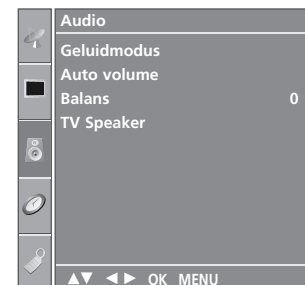 Audio
Geluidmodus
Auto volume
Balans 0
TV Speaker
▲▼ ◄► OK MENU